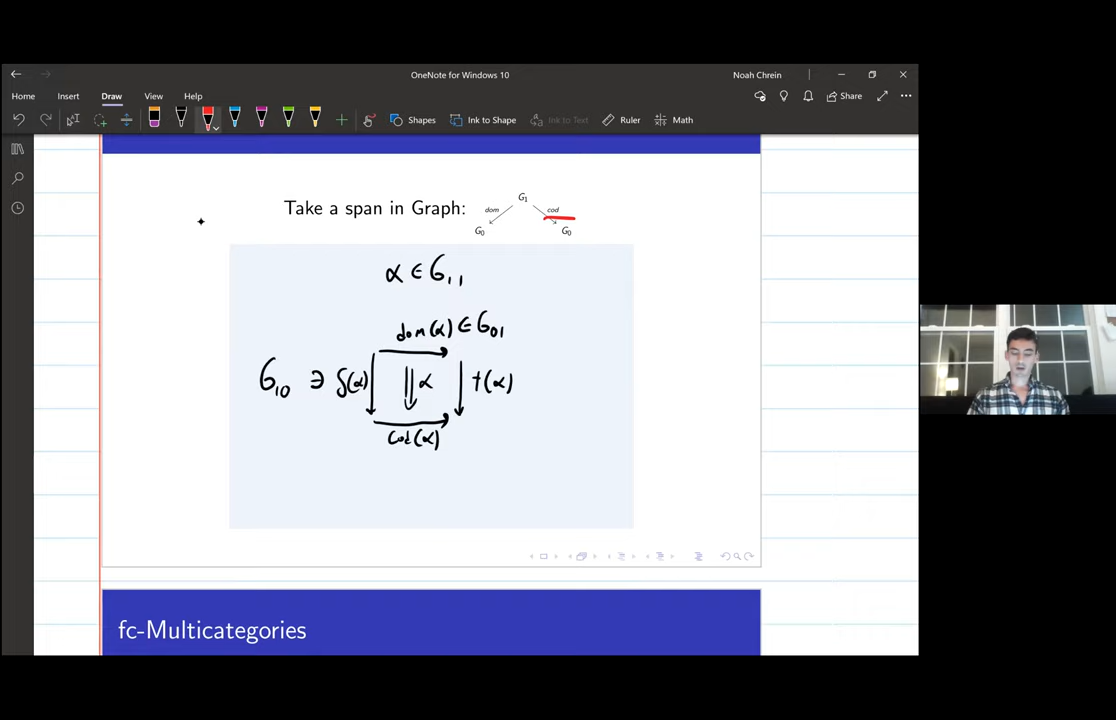 OneNote for Windows 10
Noah Chrein
Home Insert Draw View Help
Share
Shapes Ink to Shape Ink to Text Ruler Math
Take a span in Graph:
G₁
dom cod
G₀ G₀
α ∈ G₁₁
dom(α) ∈ G₀₁
G₁₀ ∋ S(α) α t(α)
cod(α)
fc-Multicategories